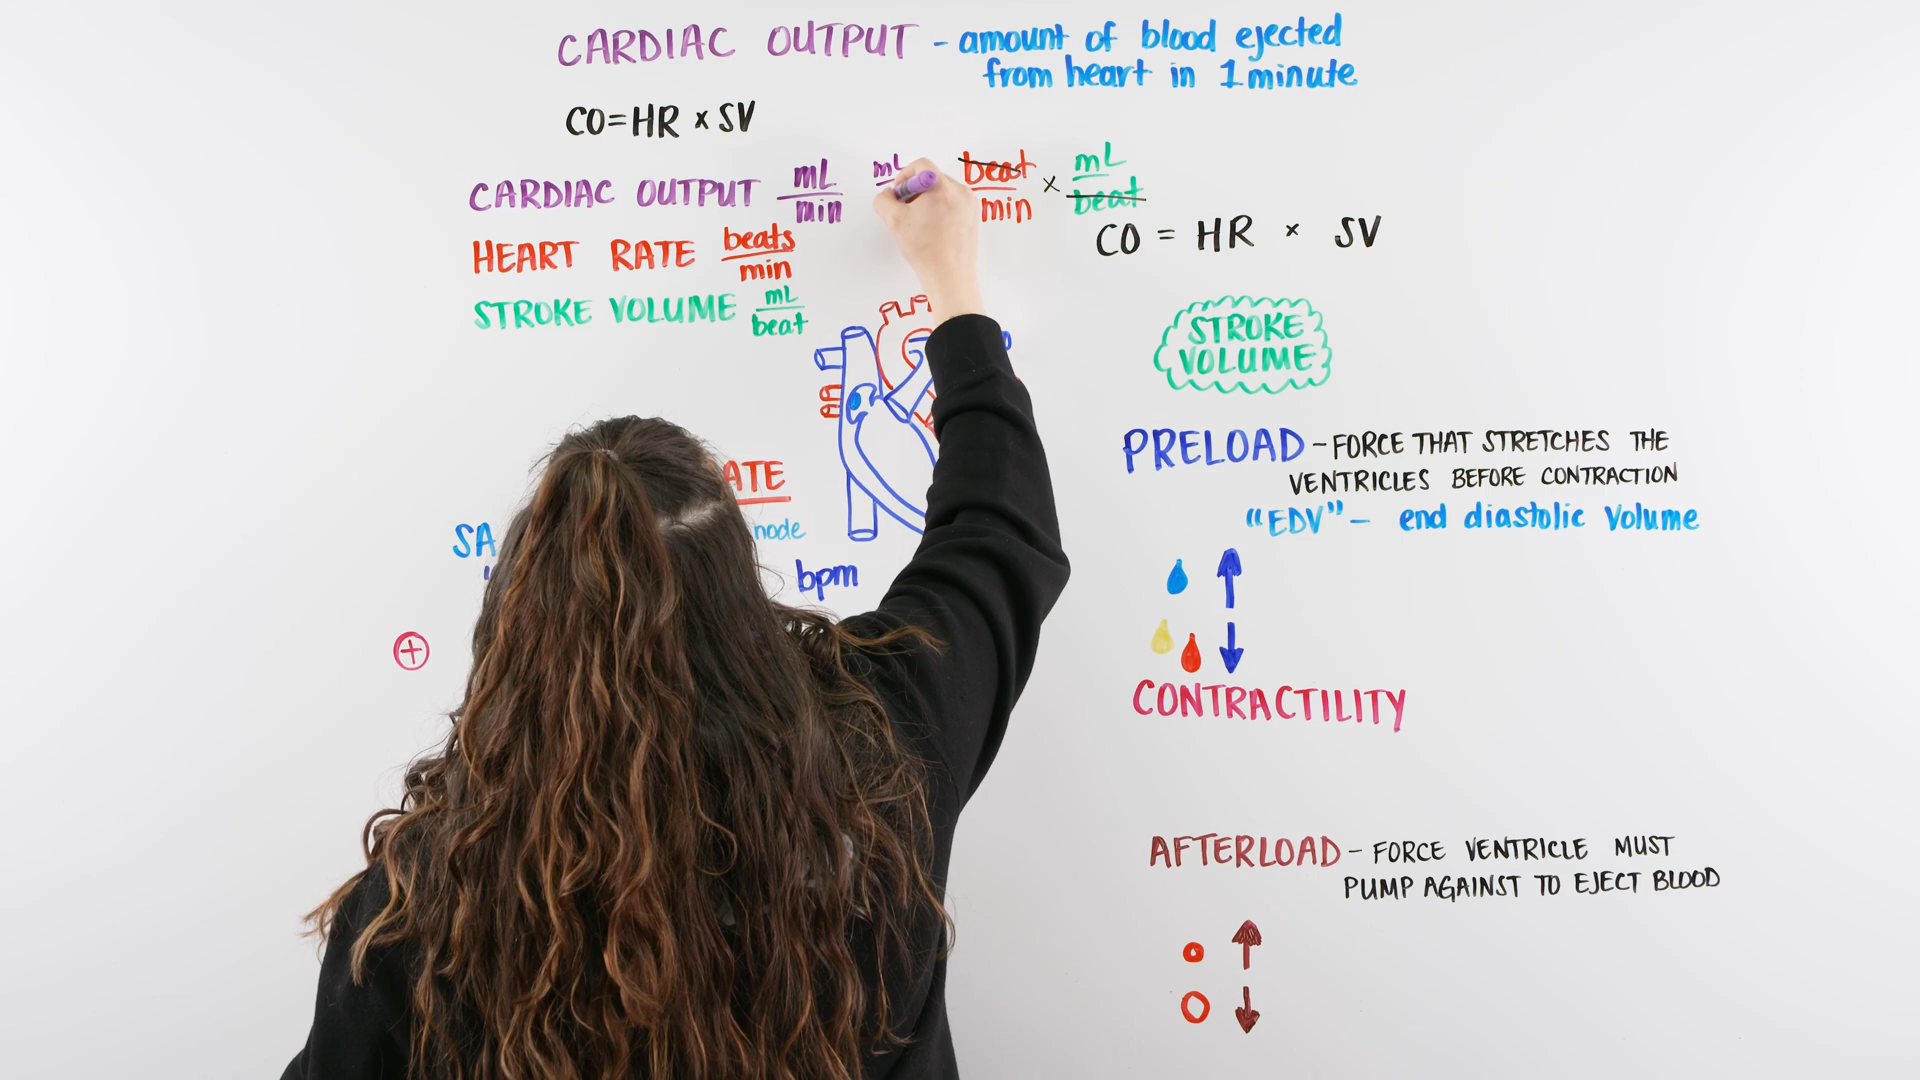 CARDIAC OUTPUT - amount of blood ejected
from heart in 1 minute
CO=HR x SV
CARDIAC OUTPUT mL
min
mL
beat
min
x
mL
beat
HEART RATE beats
min
STROKE VOLUME mL
beat
CO = HR x SV
STROKE
VOLUME
PRELOAD - FORCE THAT STRETCHES THE
VENTRICLES BEFORE CONTRACTION
"EDV" - end diastolic Volume
SA
node
bpm
+
CONTRACTILITY
AFTERLOAD - FORCE VENTRICLE MUST
PUMP AGAINST TO EJECT BLOOD